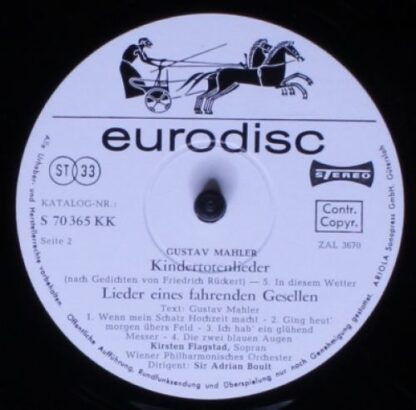 eurodisc
ST 33
STEREO
KATALOG-NR.:
S 70 365 KK
Contr.
Copyr.
Seite 2
ZAL 3670
GUSTAV MAHLER
Kindertotenlieder
(nach Gedichten von Friedrich Rückert) — 5. In diesem Wetter
Lieder eines fahrenden Gesellen
Text: Gustav Mahler
1. Wenn mein Schatz Hochzeit macht - 2. Ging heut'
morgen übers Feld - 3. Ich hab' ein glühend
Messer - 4. Die zwei blauen Augen
Kirsten Flagstad, Sopran
Wiener Philharmonisches Orchester
Dirigent: Sir Adrian Boult
Alle Urheber- und Herstellerrechte vorbehalten
Öffentliche Aufführung, Rundfunksendung und Überspielung nur nach Genehmigung gestattet.
ARIOLA Sonopress GmbH. Gütersloh